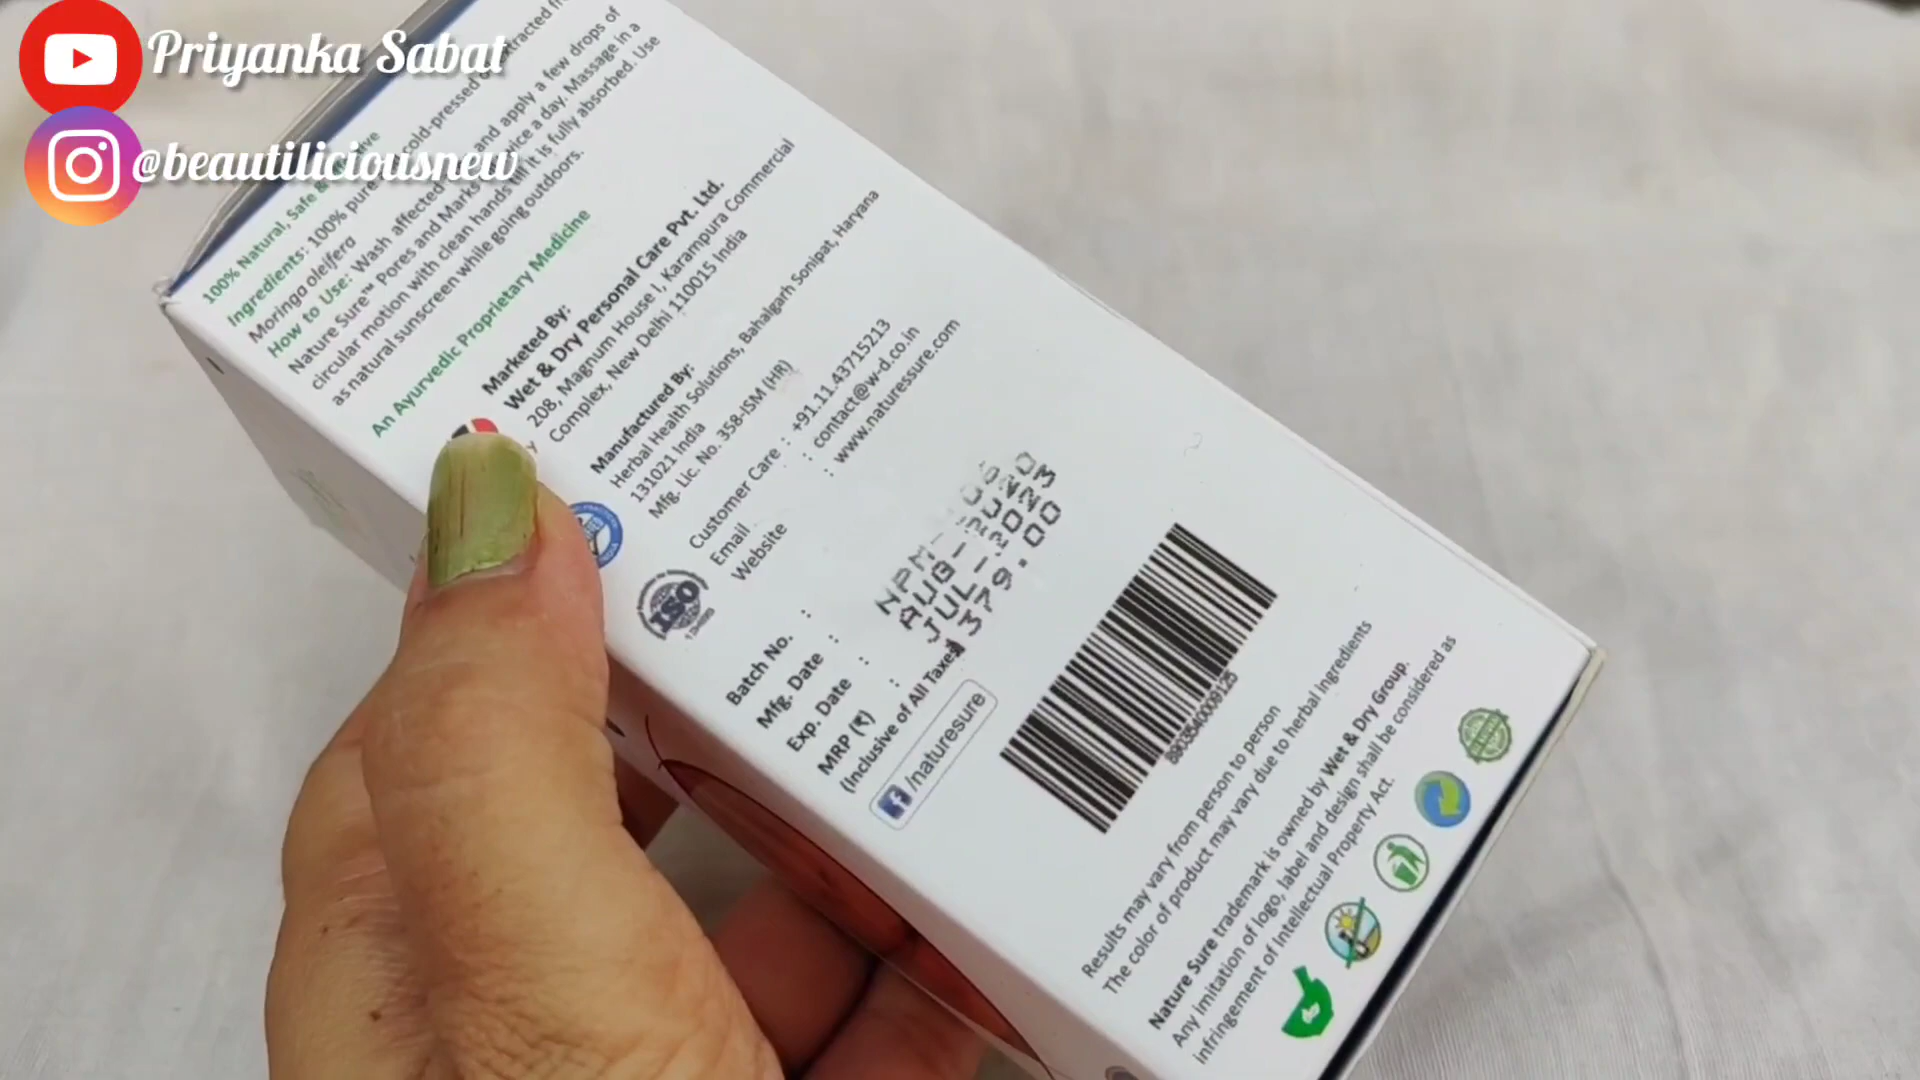 Priyanka Sabat
@beautiliciousnew
100% Natural, Safe &
Ingredients: 100% pure cold-pressed
Moringa oleifera
How to Use: Wash affected and apply a few drops of
Nature Sure™ Pores and Marks twice a day. Massage in a
circular motion with clean hands till it is fully absorbed. Use
as natural sunscreen while going outdoors.
An Ayurvedic Proprietary Medicine
Marketed By:
Wet & Dry Personal Care Pvt. Ltd.
208, Magnum House I, Karampura Commercial
Complex, New Delhi 110015 India
Manufactured By:
Herbal Health Solutions, Bahalgarh Sonipat, Haryana
131021 India
Mfg. Lic. No. 358-ISM (HR)
Customer Care : +91.11.43715213
Email : contact@w-d.co.in
Website : www.naturessure.com
ISO
Batch No. :
Mfg. Date :
Exp. Date :
MRP (₹) : 379.00
(Inclusive of All Taxes)
/naturesure
8903540009125
Results may vary from person to person
The color of product may vary due to herbal ingredients
Nature Sure trademark is owned by Wet & Dry Group.
Any imitation of logo, label and design shall be considered as
infringement of Intellectual Property Act.